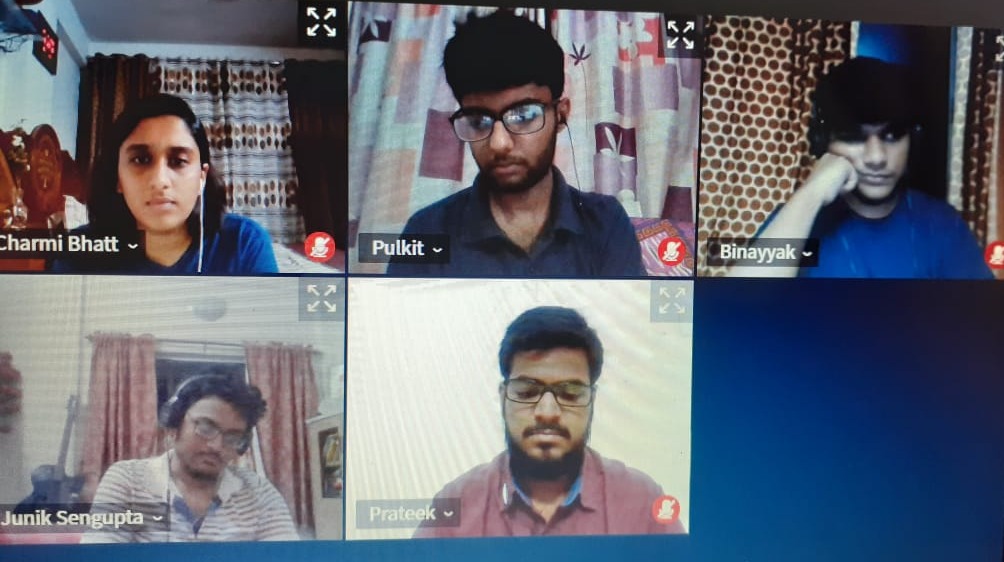 Charmi Bhatt
Pulkit
Binayyak
Junik Sengupta
Prateek